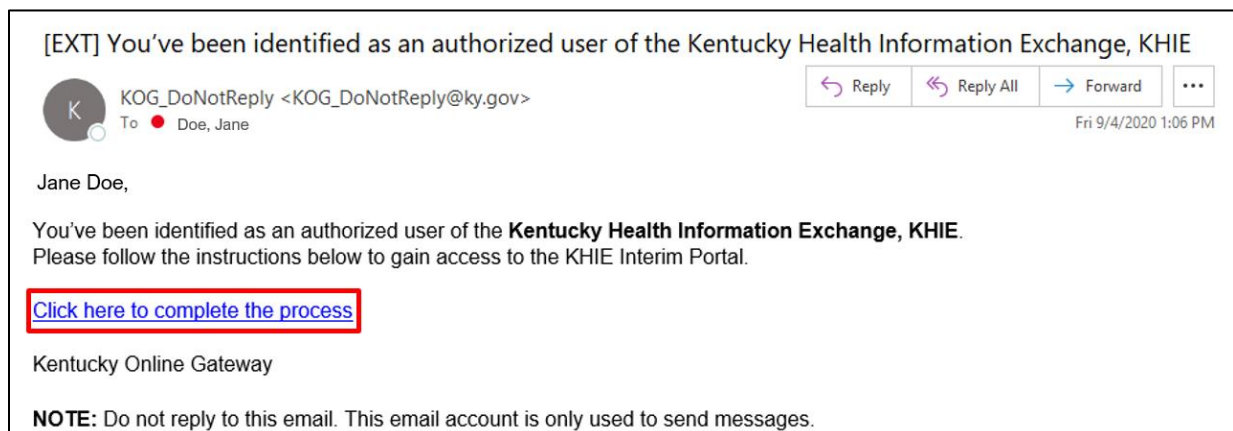 [EXT] You’ve been identified as an authorized user of the Kentucky Health Information Exchange, KHIE
K
KOG_DoNotReply <KOG_DoNotReply@ky.gov>
To Doe, Jane
Reply Reply All Forward ...
Fri 9/4/2020 1:06 PM
Jane Doe,
You've been identified as an authorized user of the Kentucky Health Information Exchange, KHIE.
Please follow the instructions below to gain access to the KHIE Interim Portal.
Click here to complete the process
Kentucky Online Gateway
NOTE: Do not reply to this email. This email account is only used to send messages.